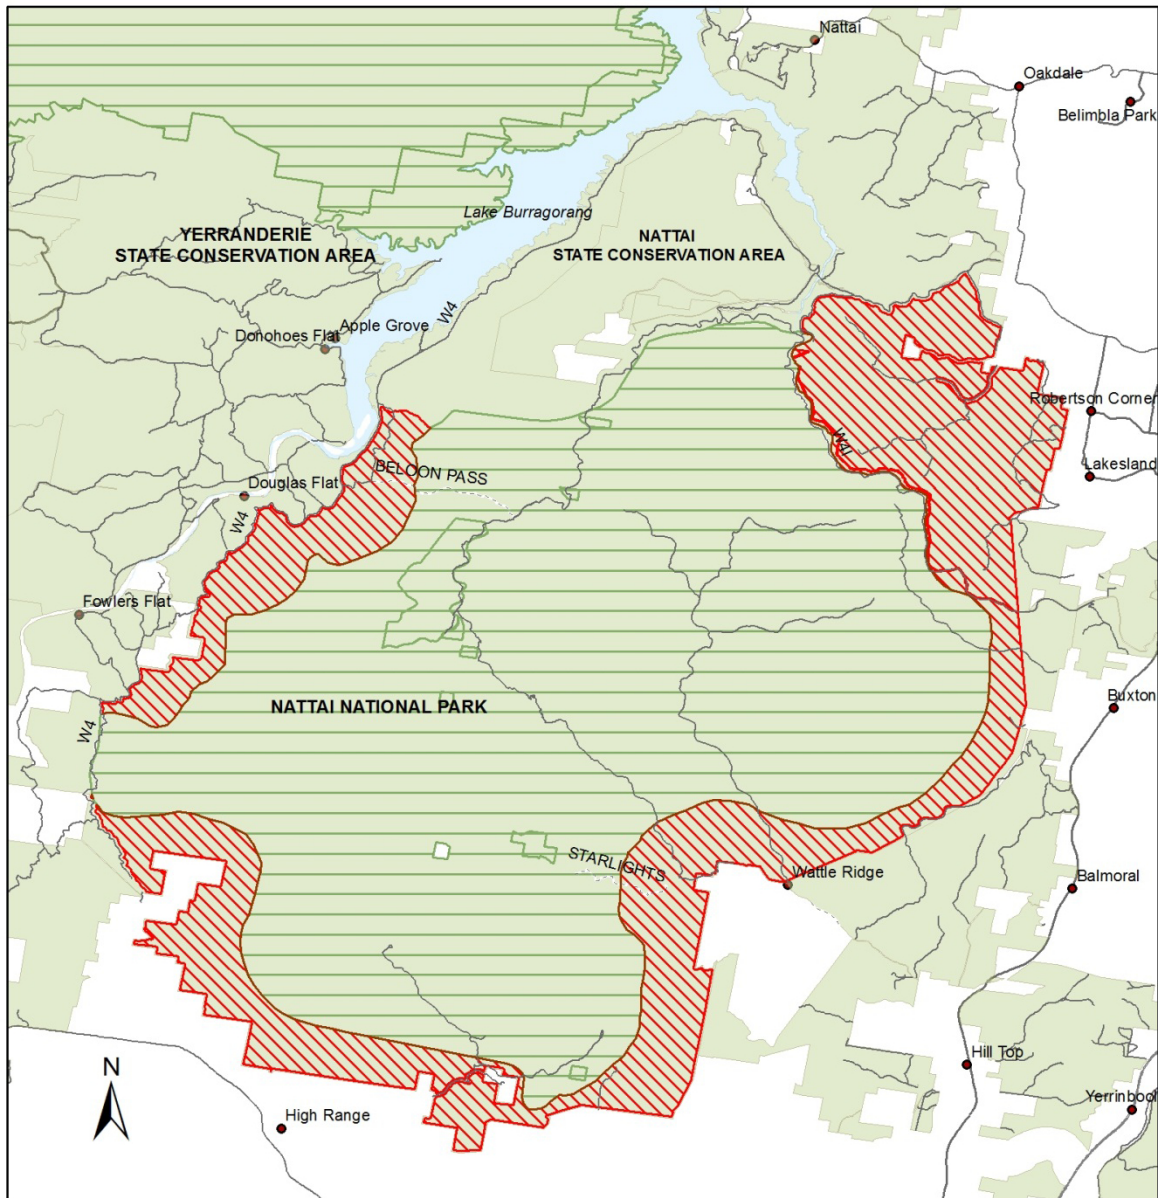 Nattai
Oakdale
Belimbla Park
Lake Burragorang
YERRANDERIE
STATE CONSERVATION AREA
NATTAI
STATE CONSERVATION AREA
W4
Apple Grove
Donohoes Flat
Robertson Corner
W4I
BELOON PASS
Lakesland
Douglas Flat
W4
Fowlers Flat
NATTAI NATIONAL PARK
Buxton
W4
STARLIGHTS
Wattle Ridge
Balmoral
Hill Top
N
High Range
Yerrinbool